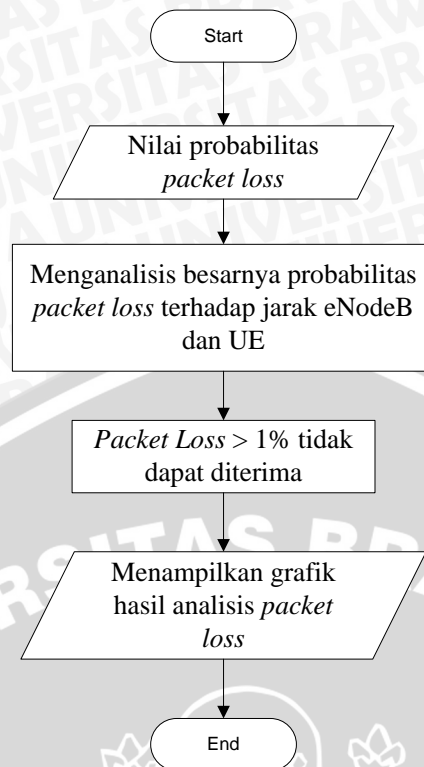 Start
Nilai probabilitas
packet loss
Menganalisis besarnya probabilitas
packet loss terhadap jarak eNodeB
dan UE
Packet Loss > 1% tidak
dapat diterima
Menampilkan grafik
hasil analisis packet
loss
End